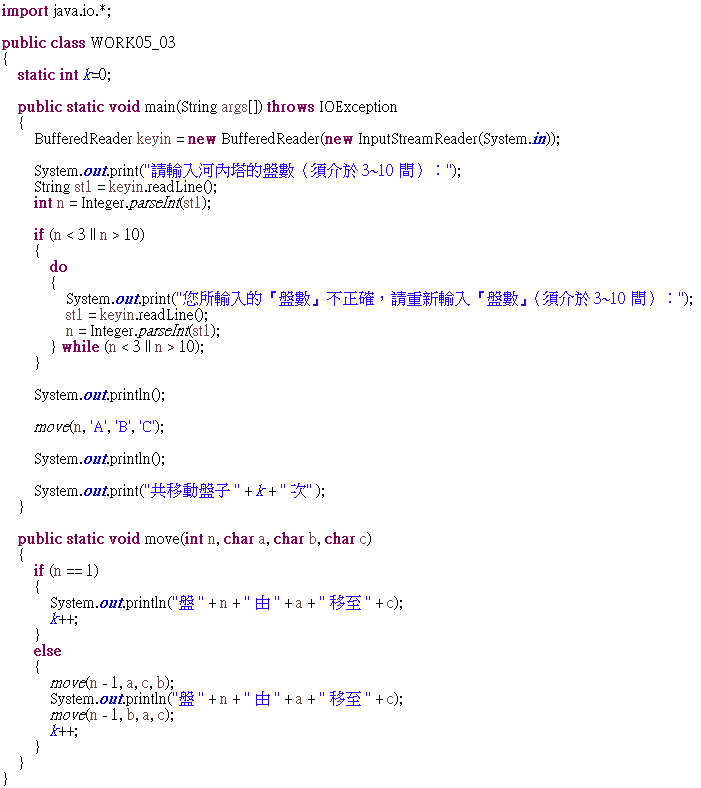 import java.io.*;
public class WORK05_03
{
static int k=0;
public static void main(String args[]) throws IOException
{
BufferedReader keyin = new BufferedReader(new InputStreamReader(System.in));
System.out.print("請輸入河內塔的盤數（須介於 3~10 間）：");
String st1 = keyin.readLine();
int n = Integer.parseInt(st1);
if (n < 3 || n > 10)
{
do
{
System.out.print("您所輸入的『盤數』不正確，請重新輸入『盤數』（須介於 3~10 間）：");
st1 = keyin.readLine();
n = Integer.parseInt(st1);
} while (n < 3 || n > 10);
}
System.out.println();
move(n, 'A', 'B', 'C');
System.out.println();
System.out.print("共移動盤子 " + k + " 次" );
}
public static void move(int n, char a, char b, char c)
{
if (n == 1)
{
System.out.println("盤 " + n + " 由 " + a + " 移至 " + c);
k++;
}
else
{
move(n - 1, a, c, b);
System.out.println("盤 " + n + " 由 " + a + " 移至 " + c);
move(n - 1, b, a, c);
k++;
}
}
}